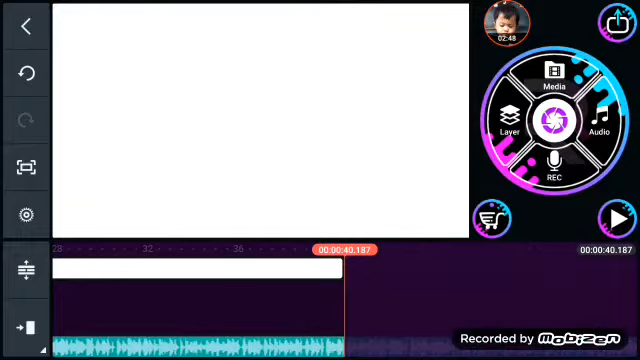 02:48
Media
Layer
Audio
REC
28
32
36
00:00:40.187
00:00:40.187
Recorded by MOBIZEN